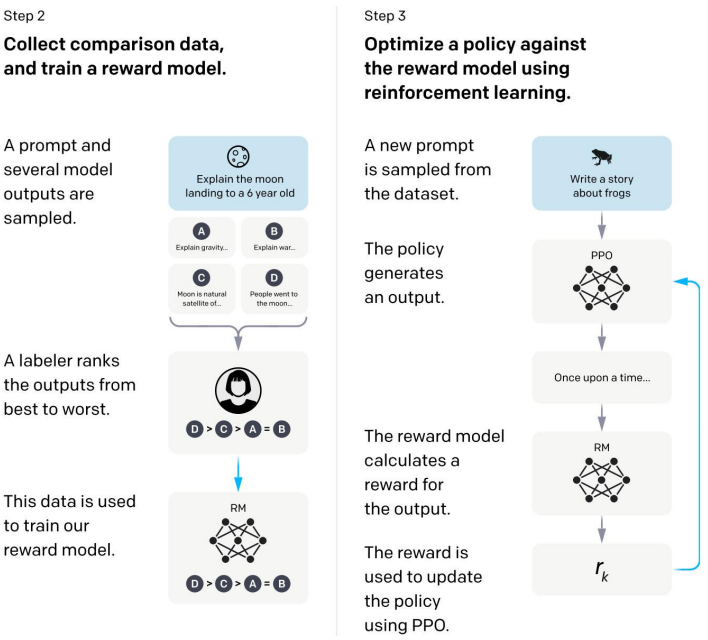 Step 2
Collect comparison data,
and train a reward model.
A prompt and
several model
outputs are
sampled.
Explain the moon
landing to a 6 year old
A
Explain gravity...
B
Explain war...
C
Moon is natural
satellite of...
D
People went to
the moon...
A labeler ranks
the outputs from
best to worst.
D > C > A = B
This data is used
to train our
reward model.
RM
D > C > A = B
Step 3
Optimize a policy against
the reward model using
reinforcement learning.
A new prompt
is sampled from
the dataset.
Write a story
about frogs
The policy
generates
an output.
PPO
Once upon a time...
The reward model
calculates a
reward for
the output.
RM
The reward is
used to update
the policy
using PPO.
r_k